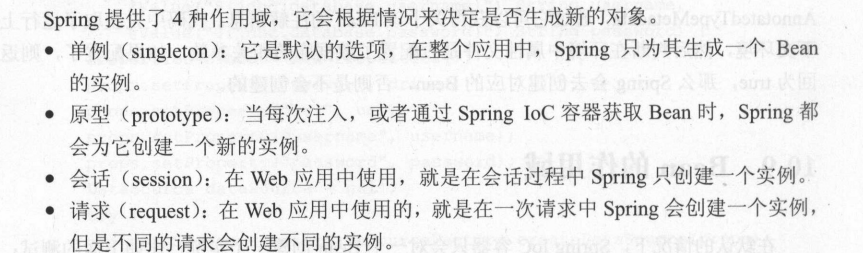 Spring 提供了 4 种作用域，它会根据情况来决定是否生成新的对象。
● 单例（singleton）：它是默认的选项，在整个应用中，Spring 只为其生成一个 Bean
的实例。
● 原型（prototype）：当每次注入，或者通过 Spring IoC 容器获取 Bean 时，Spring 都
会为它创建一个新的实例。
● 会话（session）：在 Web 应用中使用，就是在会话过程中 Spring 只创建一个实例。
● 请求（request）：在 Web 应用中使用的，就是在一次请求中 Spring 会创建一个实例，
但是不同的请求会创建不同的实例。